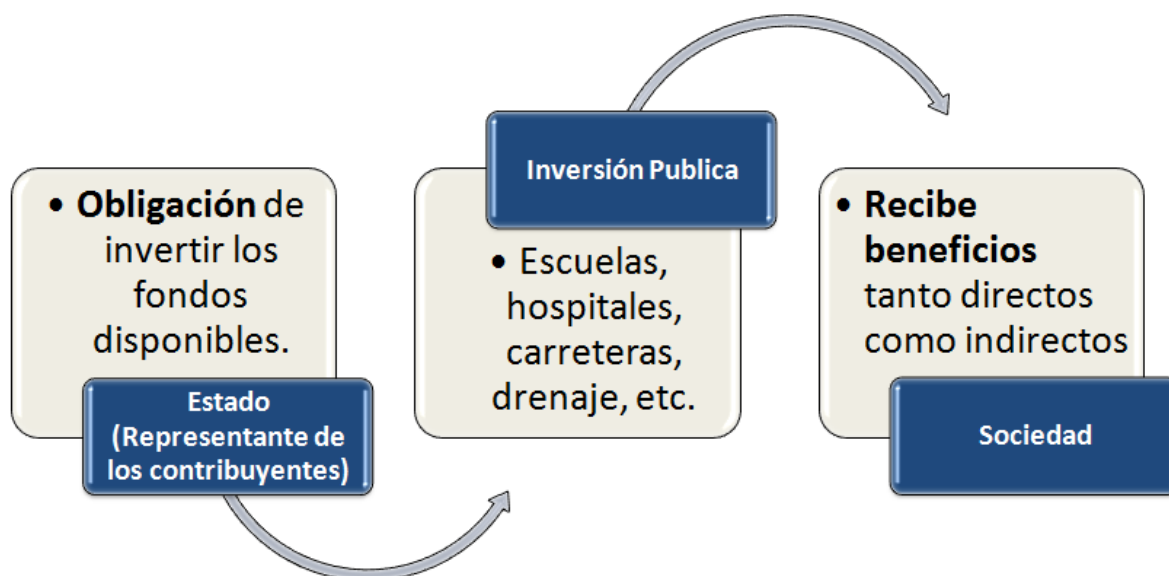 • Obligación de
invertir los
fondos
disponibles.
Estado
(Representante de
los contribuyentes)
Inversión Publica
• Escuelas,
hospitales,
carreteras,
drenaje, etc.
• Recibe
beneficios
tanto directos
como indirectos
Sociedad